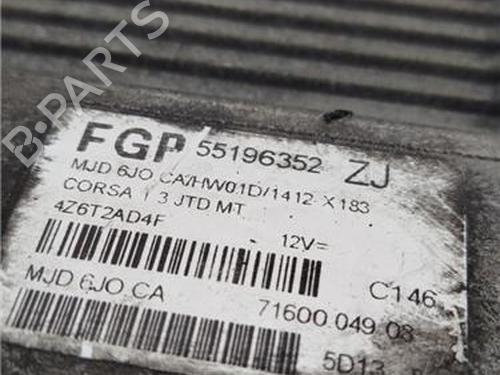 FGP 55196352 ZJ
MJD 6JO CA/HW01D/1412-X183
CORSA 1 3 JTD MT
4Z6T2AD4F
12V=
C146
MJD 6JO CA
71600.049.08
5D13
B-PARTS